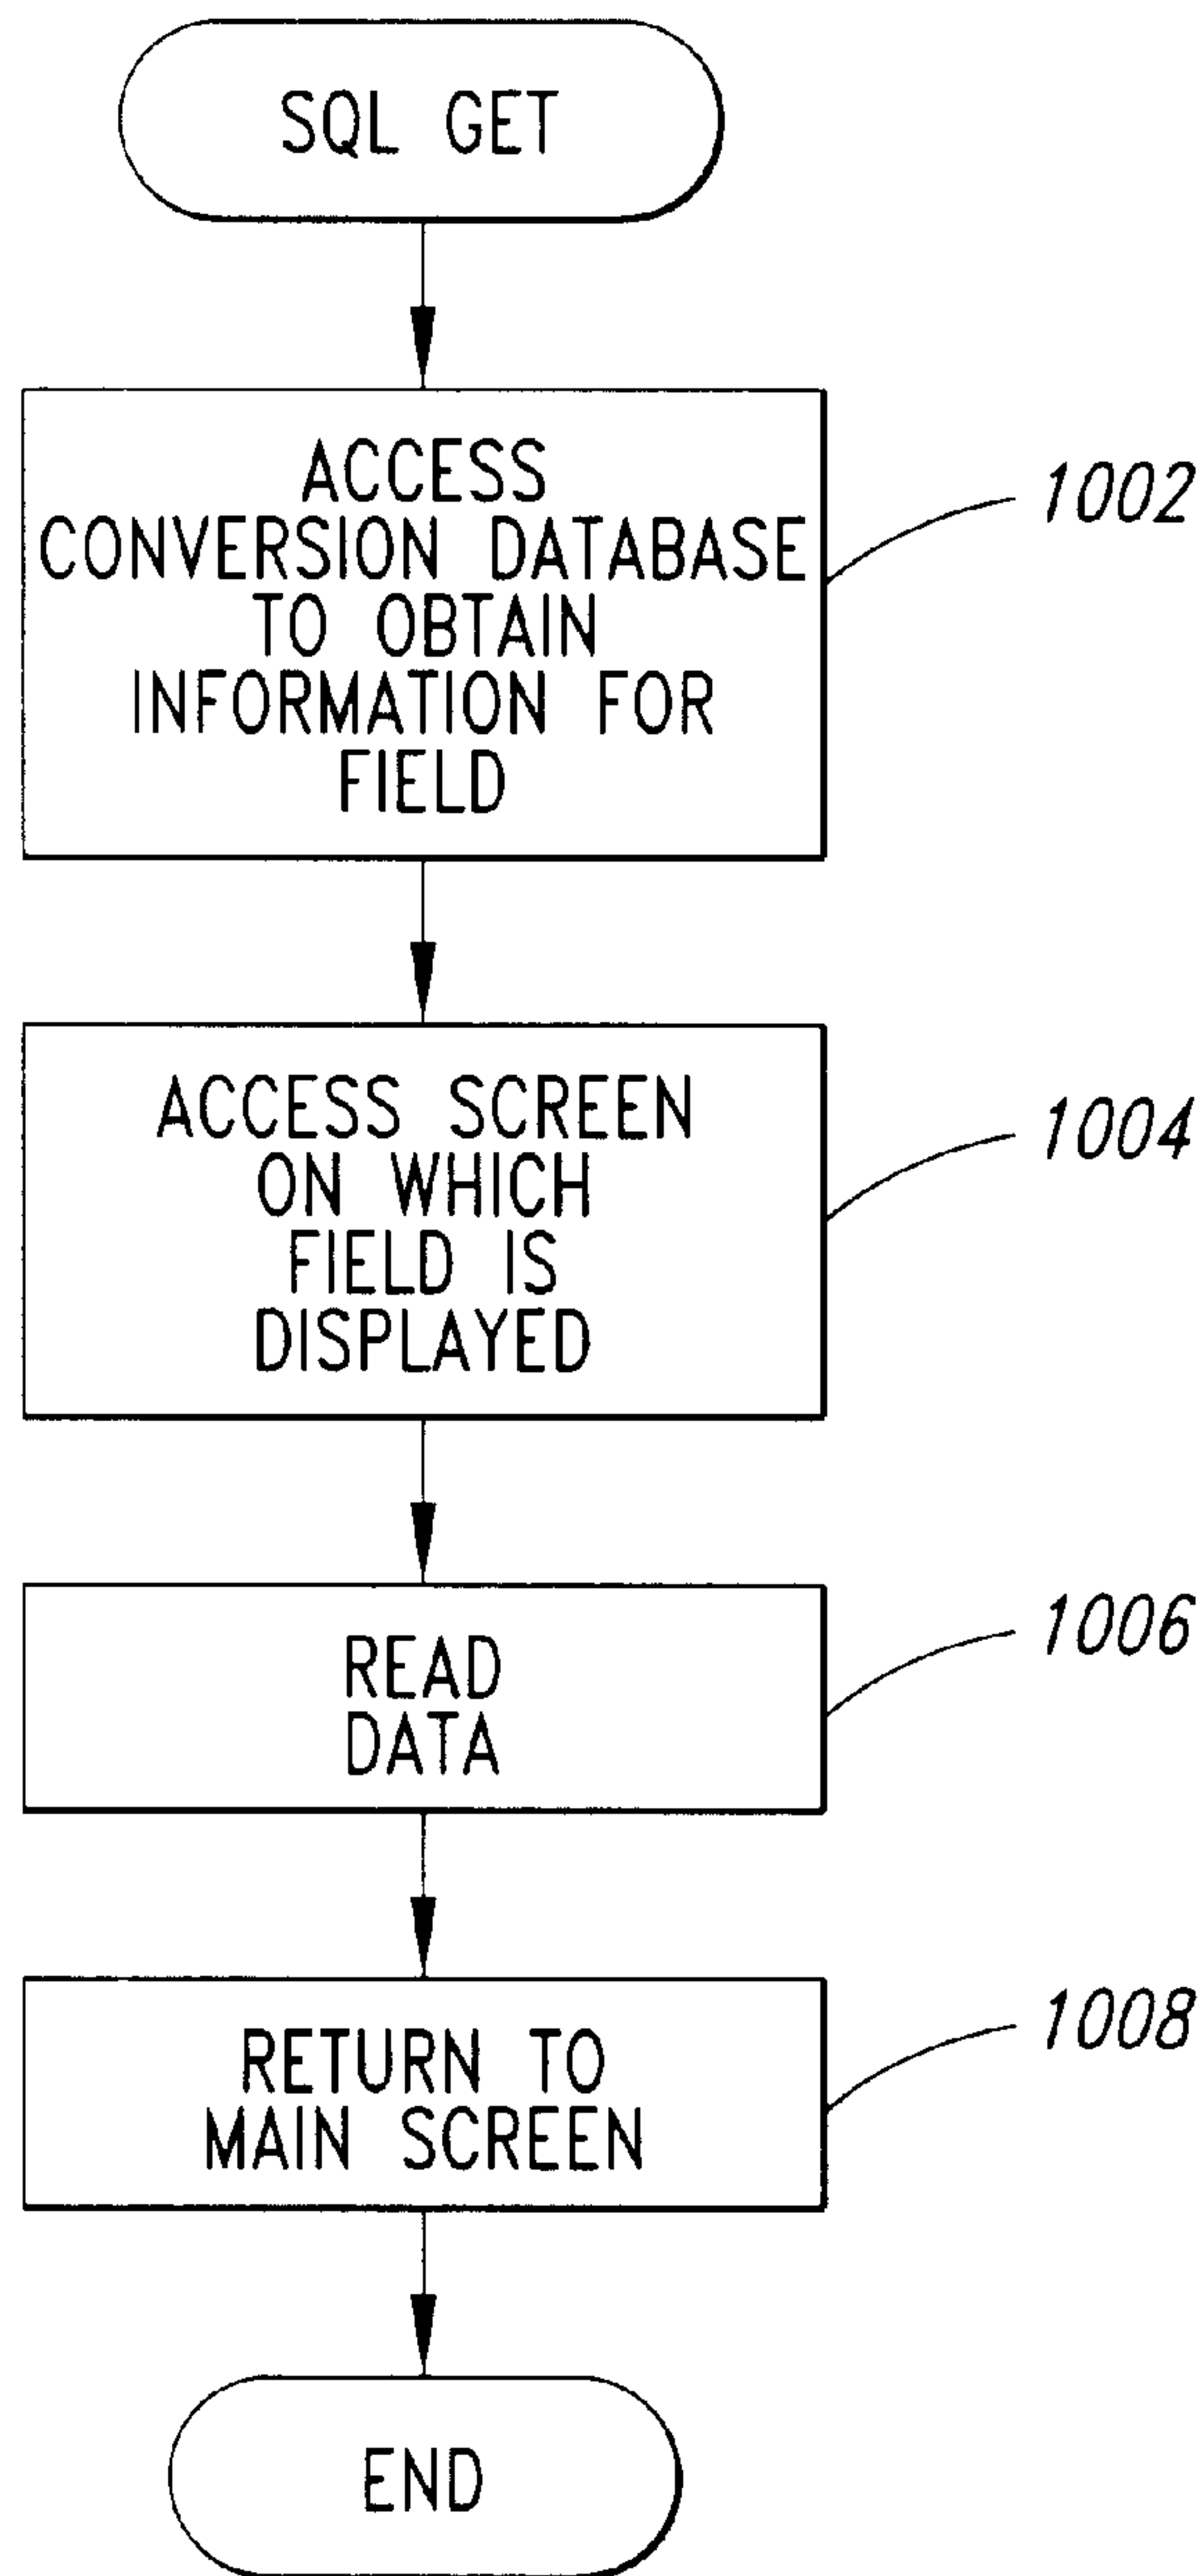 SQL GET
ACCESS
CONVERSION DATABASE
TO OBTAIN
INFORMATION FOR
FIELD
1002
ACCESS SCREEN
ON WHICH
FIELD IS
DISPLAYED
1004
READ
DATA
1006
RETURN TO
MAIN SCREEN
1008
END